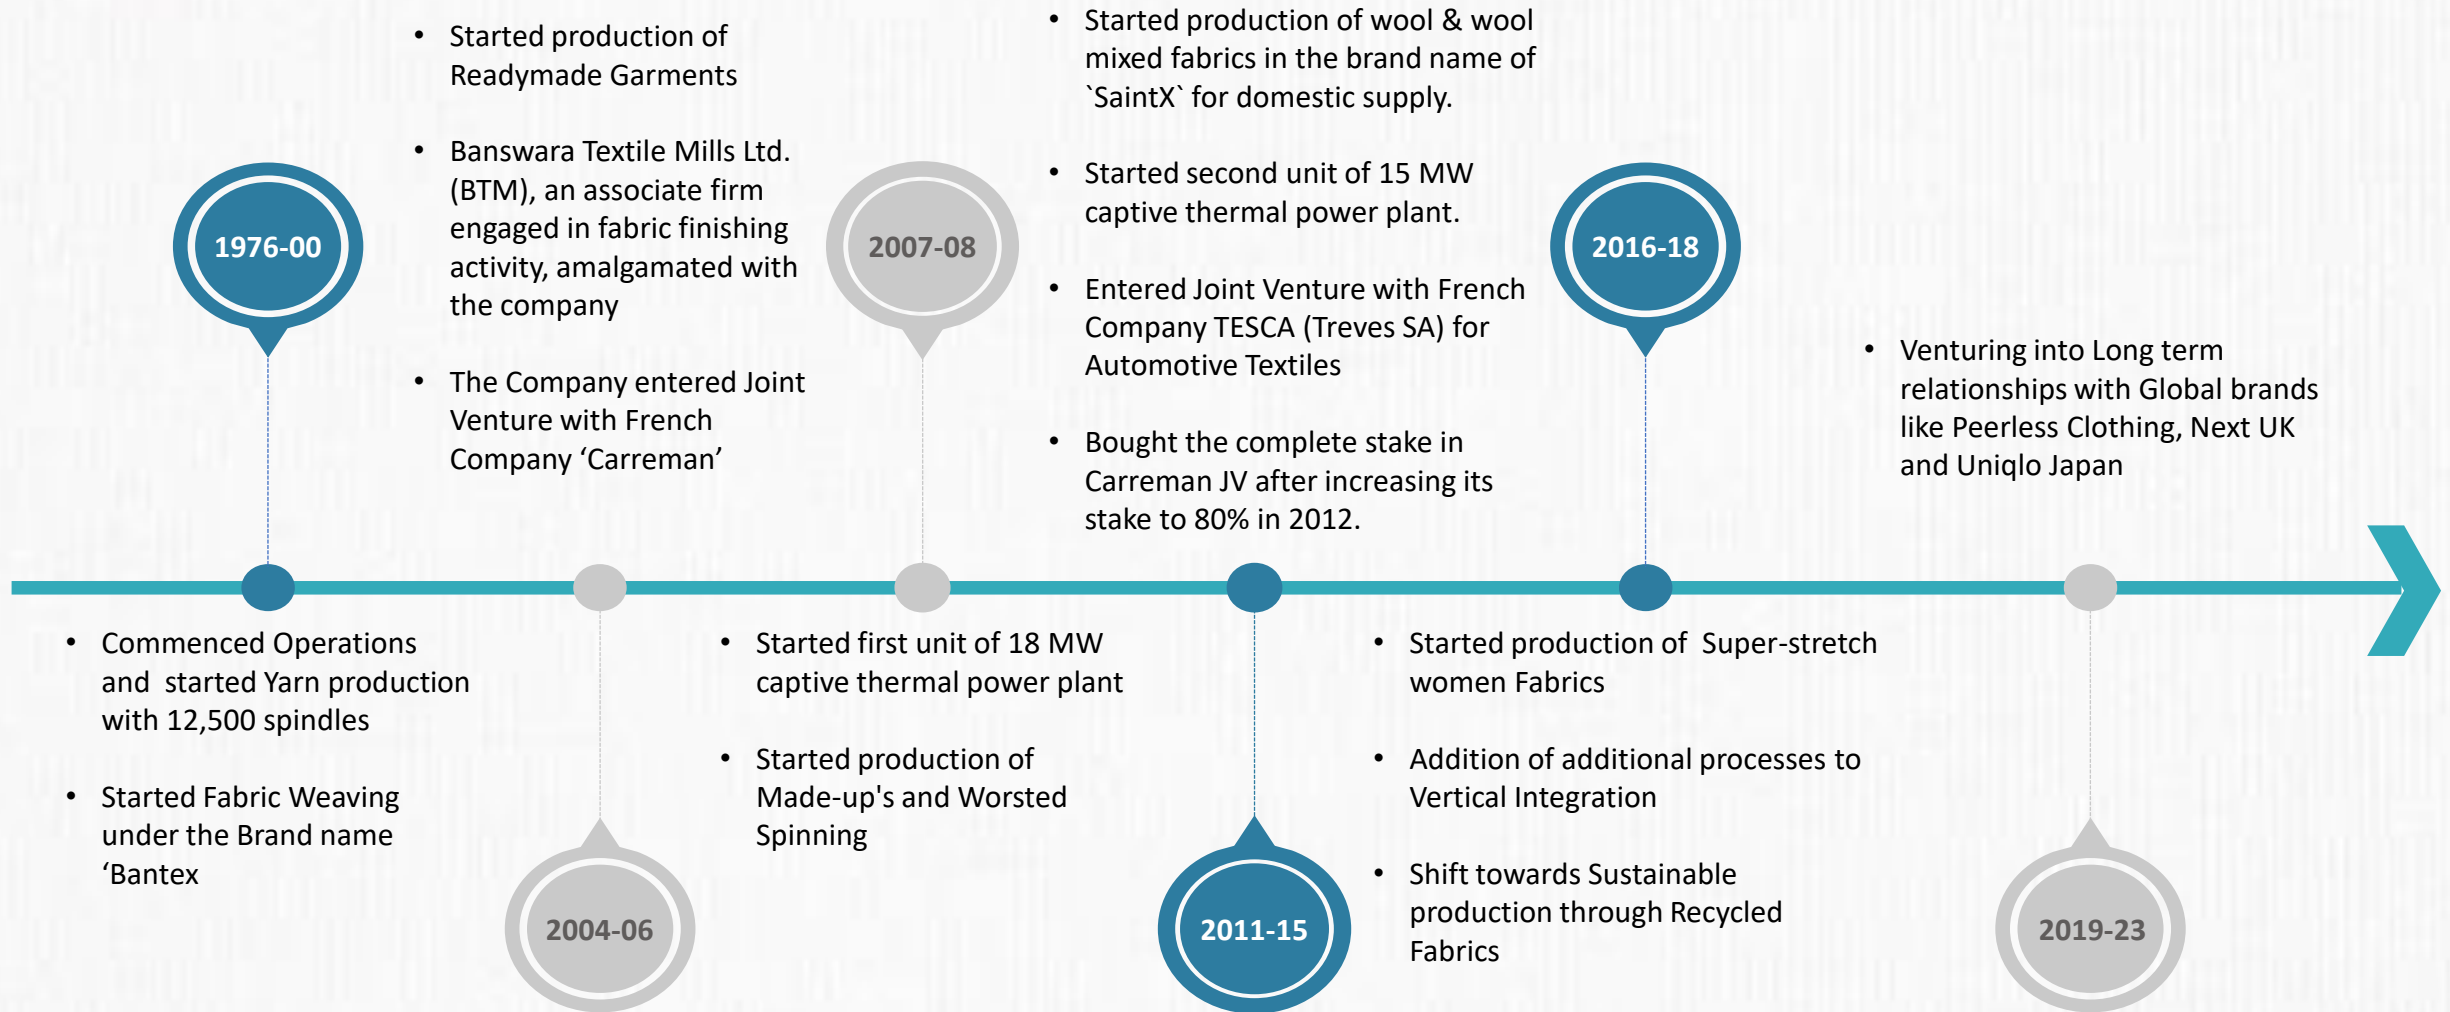 1976-00
• Commenced Operations
and  started Yarn production
with 12,500 spindles
• Started Fabric Weaving
under the Brand name
‘Bantex
• Started production of
Readymade Garments
• Banswara Textile Mills Ltd.
(BTM), an associate firm
engaged in fabric finishing
activity, amalgamated with
the company
• The Company entered Joint
Venture with French
Company ‘Carreman’
2004-06
2007-08
• Started first unit of 18 MW
captive thermal power plant
• Started production of
Made-up's and Worsted
Spinning
• Started production of wool & wool
mixed fabrics in the brand name of
`SaintX` for domestic supply.
• Started second unit of 15 MW
captive thermal power plant.
• Entered Joint Venture with French
Company TESCA (Treves SA) for
Automotive Textiles
• Bought the complete stake in
Carreman JV after increasing its
stake to 80% in 2012.
2011-15
2016-18
• Started production of  Super-stretch
women Fabrics
• Addition of additional processes to
Vertical Integration
• Shift towards Sustainable
production through Recycled
Fabrics
• Venturing into Long term
relationships with Global brands
like Peerless Clothing, Next UK
and Uniqlo Japan
2019-23